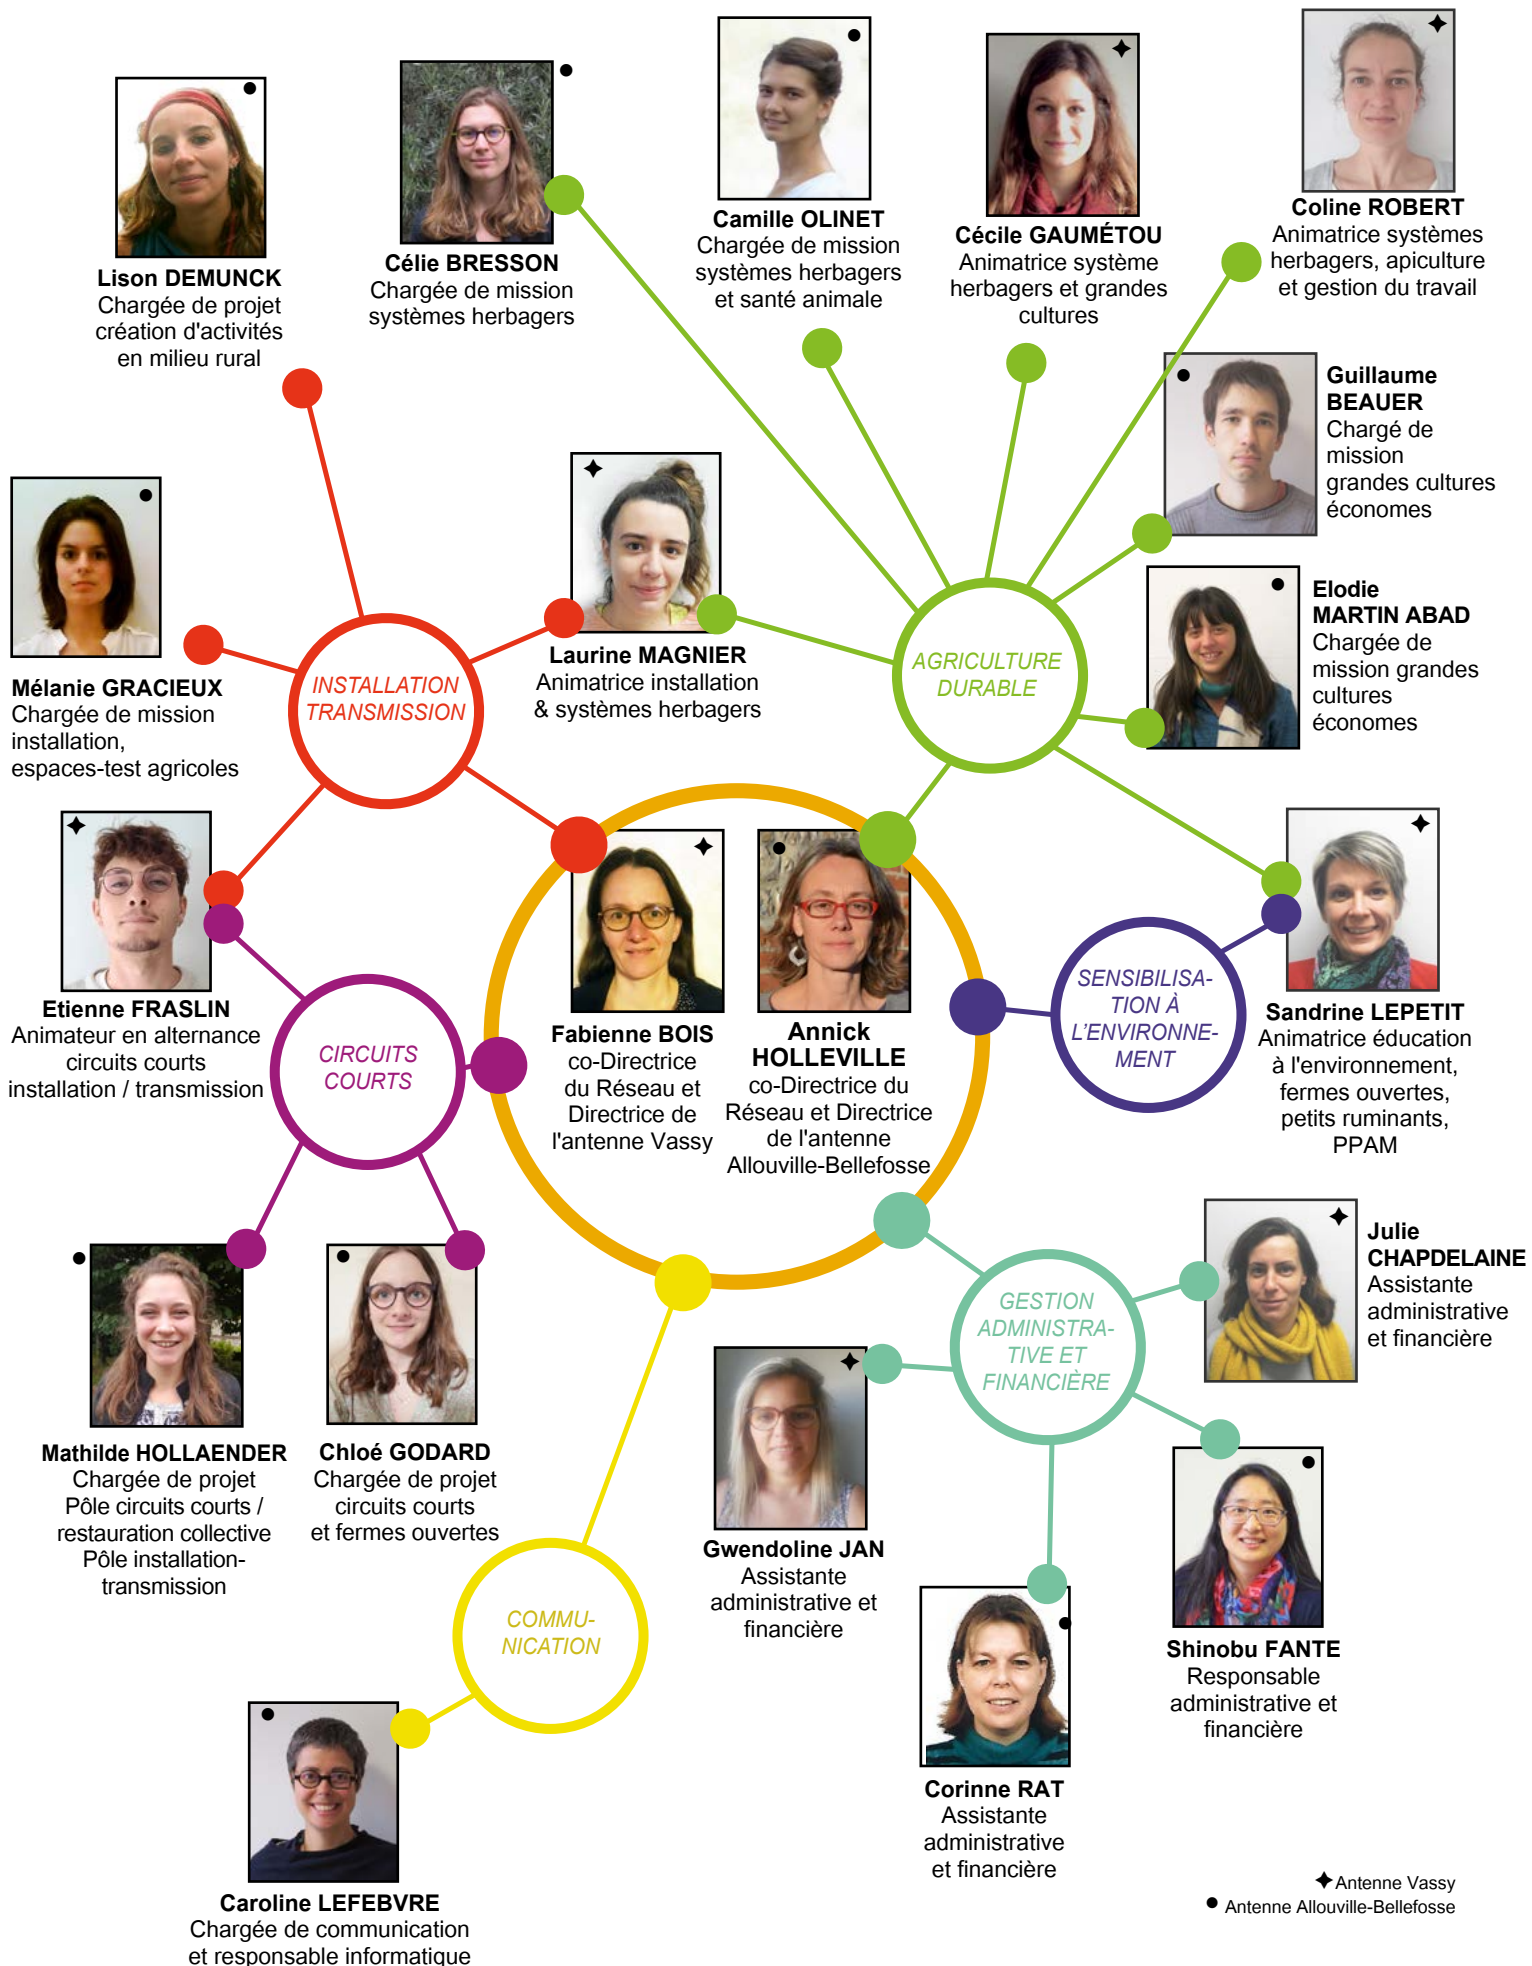 Lison DEMUNCK
Chargée de projet
création d'activités
en milieu rural
Célie BRESSON
Chargée de mission
systèmes herbagers
Camille OLINET
Chargée de mission
systèmes herbagers
et santé animale
Cécile GAUMÉTOU
Animatrice système
herbagers et grandes
cultures
Coline ROBERT
Animatrice systèmes
herbagers, apiculture
et gestion du travail
Guillaume
BEAUER
Chargé de
mission
grandes cultures
économes
Elodie
MARTIN ABAD
Chargée de
mission grandes
cultures
économes
Mélanie GRACIEUX
Chargée de mission
installation,
espaces-test agricoles
INSTALLATION
TRANSMISSION
Laurine MAGNIER
Animatrice installation
& systèmes herbagers
AGRICULTURE
DURABLE
Etienne FRASLIN
Animateur en alternance
circuits courts
installation / transmission
CIRCUITS
COURTS
Fabienne BOIS
co-Directrice
du Réseau et
Directrice de
l'antenne Vassy
Annick
HOLLEVILLE
co-Directrice du
Réseau et Directrice
de l'antenne
Allouville-Bellefosse
SENSIBILISA-
TION À
L'ENVIRONNE-
MENT
Sandrine LEPETIT
Animatrice éducation
à l'environnement,
fermes ouvertes,
petits ruminants,
PPAM
Mathilde HOLLAENDER
Chargée de projet
Pôle circuits courts /
restauration collective
Pôle installation-
transmission
Chloé GODARD
Chargée de projet
circuits courts
et fermes ouvertes
GESTION
ADMINISTRA-
TIVE ET
FINANCIÈRE
Julie
CHAPDELAINE
Assistante
administrative
et financière
Gwendoline JAN
Assistante
administrative et
financière
Shinobu FANTE
Responsable
administrative et
financière
COMMU-
NICATION
Corinne RAT
Assistante
administrative
et financière
Caroline LEFEBVRE
Chargée de communication
et responsable informatique
✦ Antenne Vassy
● Antenne Allouville-Bellefosse